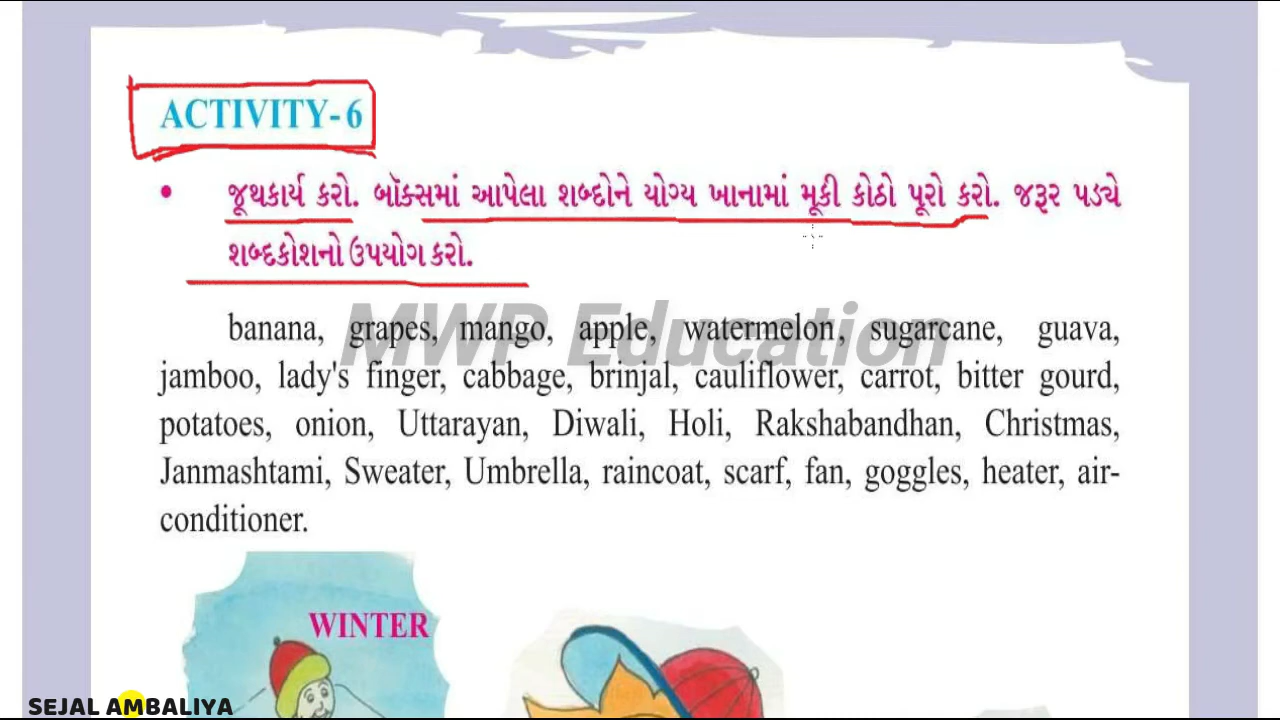 ACTIVITY-6
• જૂથકાર્ય કરો. બૉક્સમાં આપેલા શબ્દોને યોગ્ય ખાનામાં મૂકી કોઠો પૂરો કરો. જરૂર પડ્યે
શબ્દકોશનો ઉપયોગ કરો.
MWP Education
banana, grapes, mango, apple, watermelon, sugarcane, guava,
jamboo, lady's finger, cabbage, brinjal, cauliflower, carrot, bitter gourd,
potatoes, onion, Uttarayan, Diwali, Holi, Rakshabandhan, Christmas,
Janmashtami, Sweater, Umbrella, raincoat, scarf, fan, goggles, heater, air-
conditioner.
WINTER
SEJAL AMBALIYA